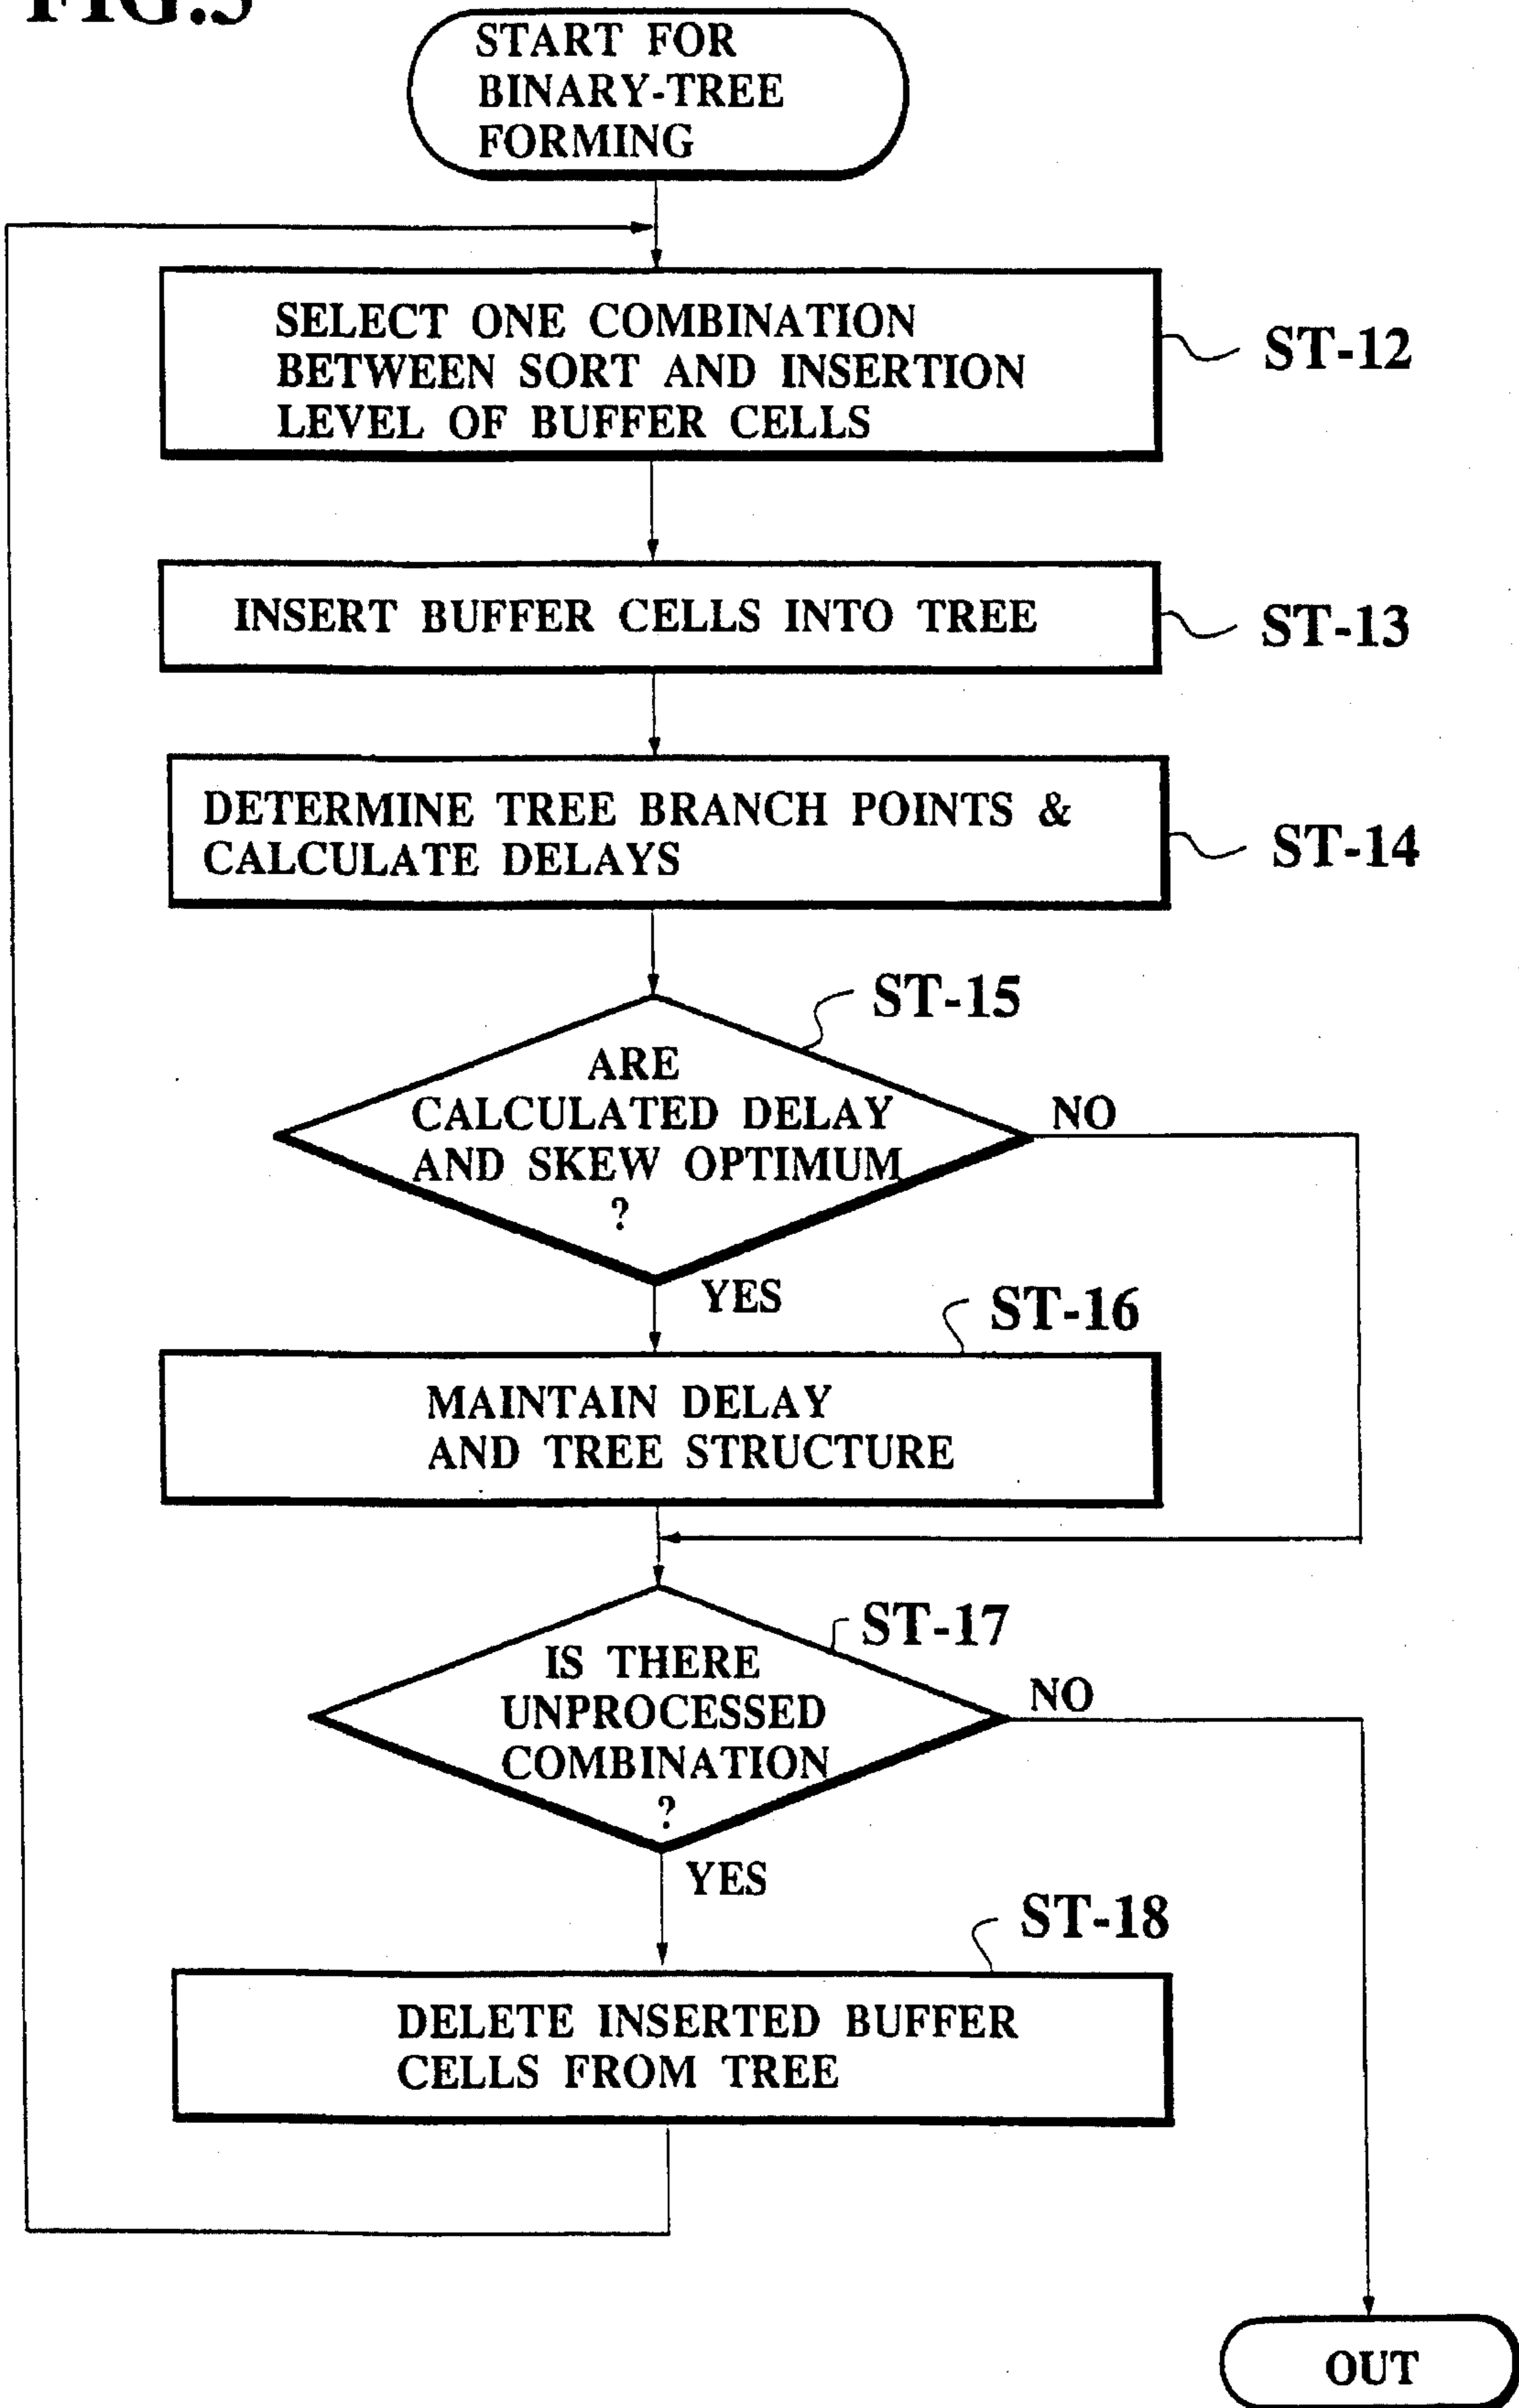 FIG.5
START FOR
BINARY-TREE
FORMING
SELECT ONE COMBINATION
BETWEEN SORT AND INSERTION
LEVEL OF BUFFER CELLS
ST-12
INSERT BUFFER CELLS INTO TREE
ST-13
DETERMINE TREE BRANCH POINTS &
CALCULATE DELAYS
ST-14
ST-15
ARE
CALCULATED DELAY
AND SKEW OPTIMUM
?
NO
YES
ST-16
MAINTAIN DELAY
AND TREE STRUCTURE
ST-17
IS THERE
UNPROCESSED
COMBINATION
?
NO
YES
ST-18
DELETE INSERTED BUFFER
CELLS FROM TREE
OUT